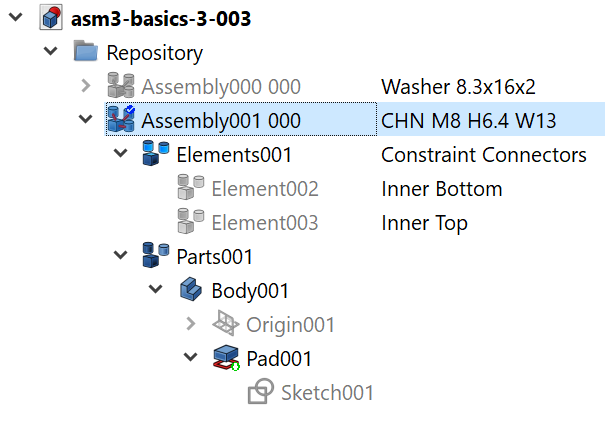 asm3-basics-3-003
Repository
Assembly000 000 Washer 8.3x16x2
Assembly001 000 CHN M8 H6.4 W13
Elements001 Constraint Connectors
Element002 Inner Bottom
Element003 Inner Top
Parts001
Body001
Origin001
Pad001
Sketch001